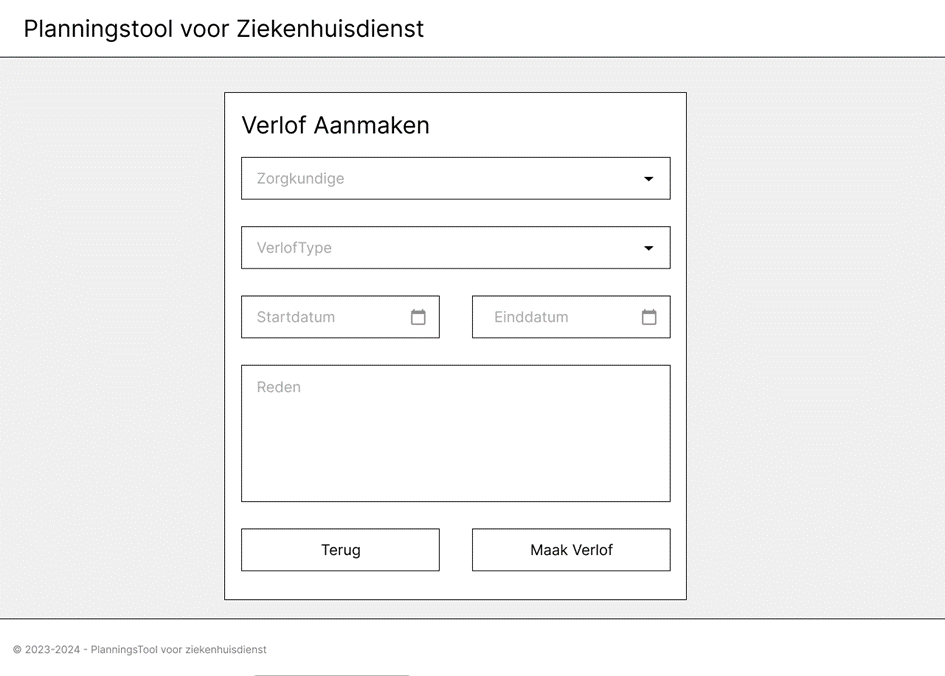 Planningstool voor Ziekenhuisdienst
Verlof Aanmaken
Zorgkundige
VerlofType
Startdatum
Einddatum
Reden
Terug
Maak Verlof
© 2023-2024 - PlanningsTool voor ziekenhuisdienst